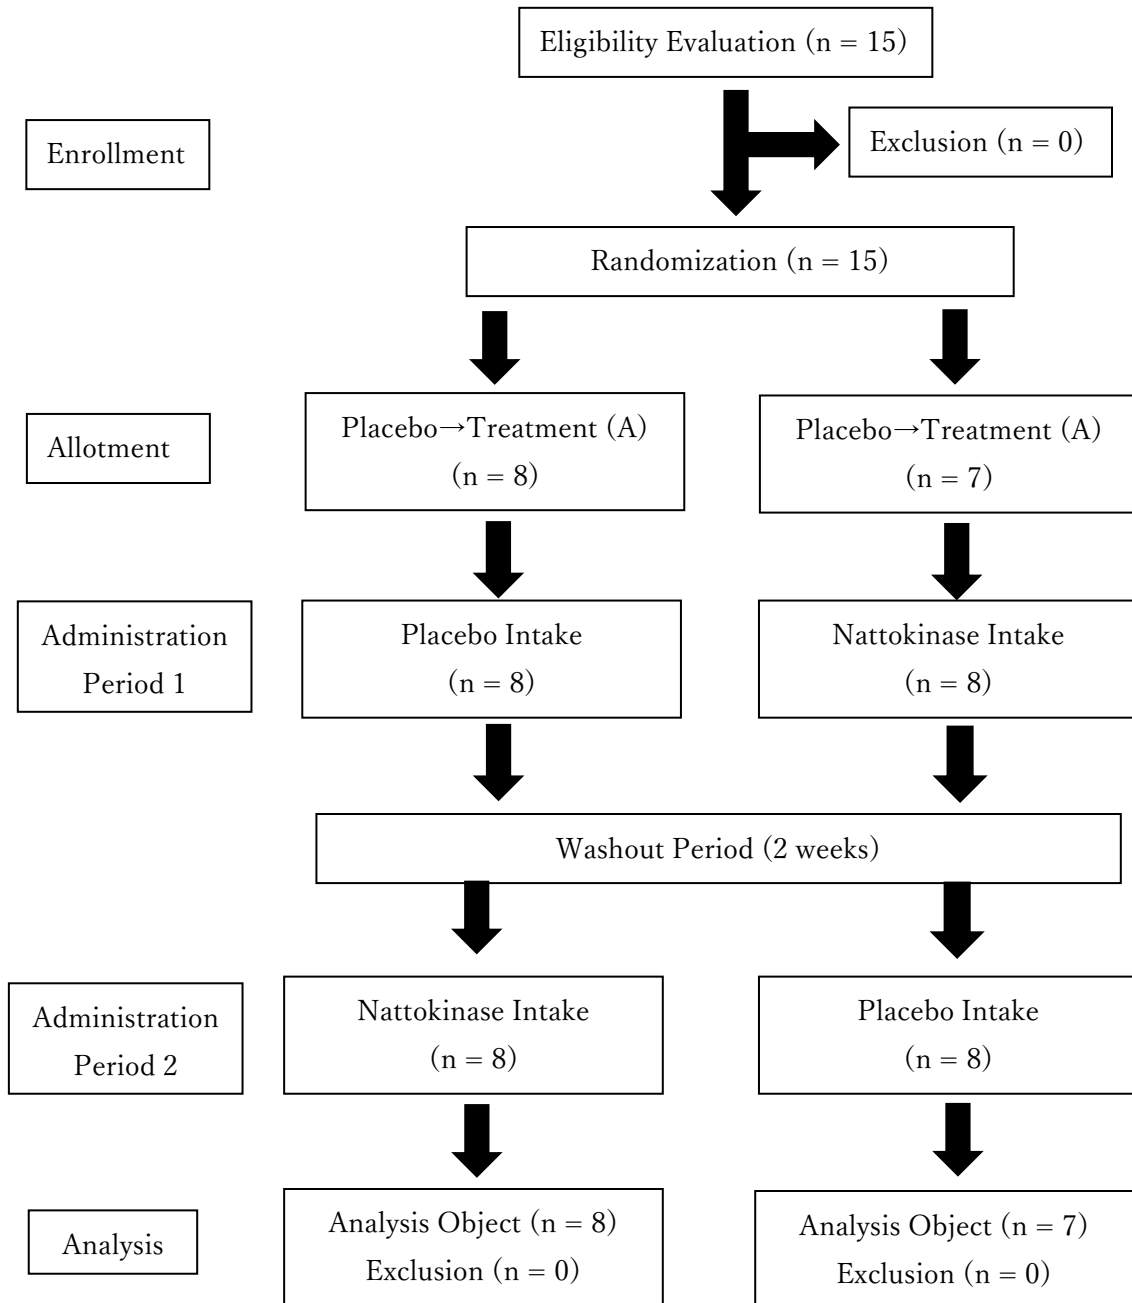 Eligibility Evaluation (n = 15)
Enrollment
Exclusion (n = 0)
Randomization (n = 15)
Allotment
Placebo→Treatment (A)
(n = 8)
Placebo→Treatment (A)
(n = 7)
Administration
Period 1
Placebo Intake
(n = 8)
Nattokinase Intake
(n = 8)
Washout Period (2 weeks)
Administration
Period 2
Nattokinase Intake
(n = 8)
Placebo Intake
(n = 8)
Analysis
Analysis Object (n = 8)
Exclusion (n = 0)
Analysis Object (n = 7)
Exclusion (n = 0)